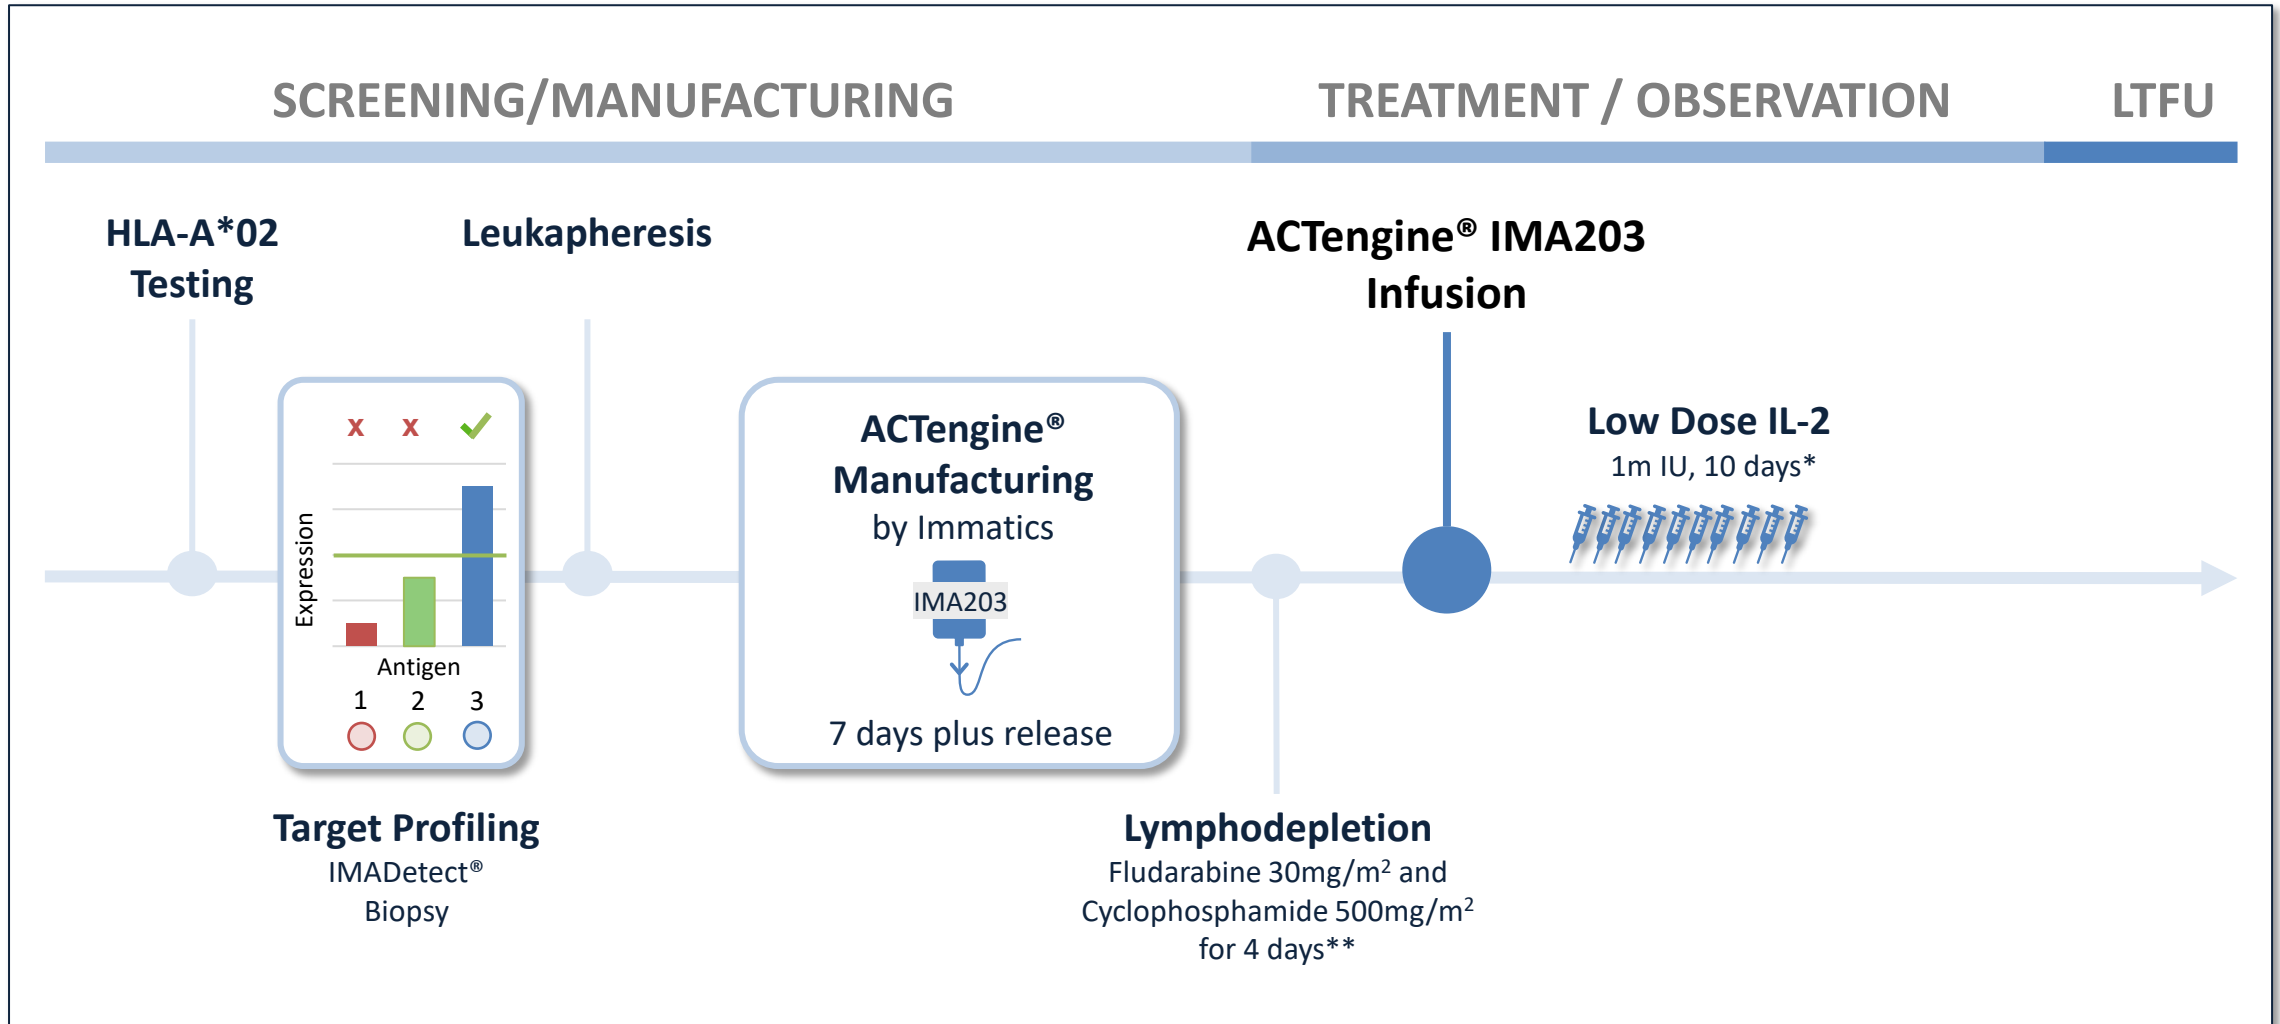 SCREENING/MANUFACTURING
TREATMENT / OBSERVATION
LTFU
HLA-A*02
Testing
Leukapheresis
ACTengine® IMA203
Infusion
x x
Expression
Antigen
1 2 3
Target Profiling
IMADetect®
Biopsy
ACTengine®
Manufacturing
by Immatics
IMA203
7 days plus release
Low Dose IL-2
1m IU, 10 days*
Lymphodepletion
Fludarabine 30mg/m² and
Cyclophosphamide 500mg/m²
for 4 days**